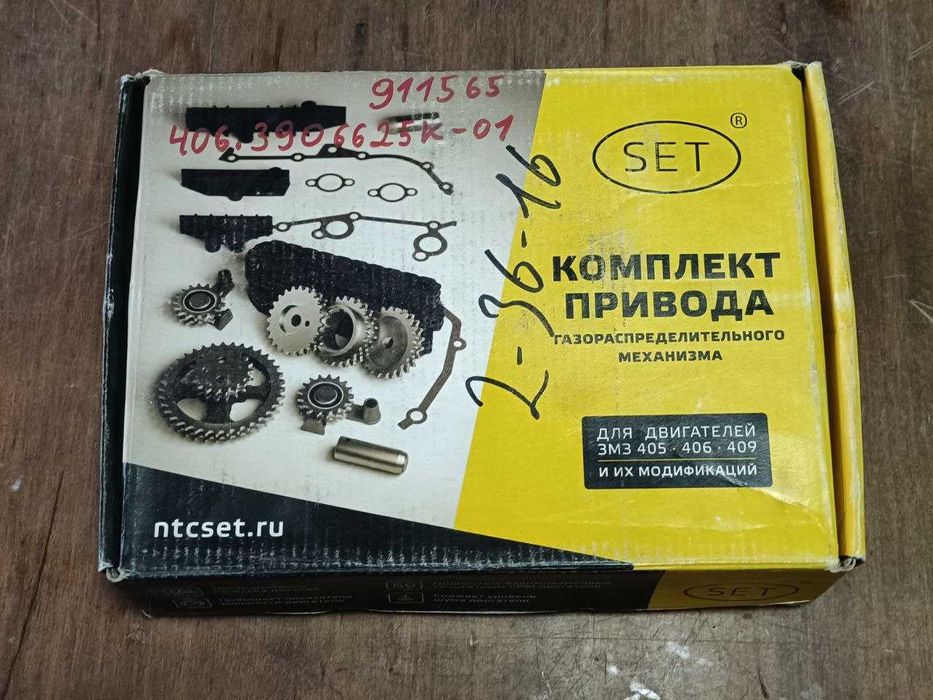 911565
406.3906625К-01
SET
®
2-36-16
КОМПЛЕКТ
ПРИВОДА
ГАЗОРАСПРЕДЕЛИТЕЛЬНОГО
МЕХАНИЗМА
ДЛЯ ДВИГАТЕЛЕЙ
ЗМЗ 405 · 406 · 409
И ИХ МОДИФИКАЦИЙ
ntcset.ru
SET